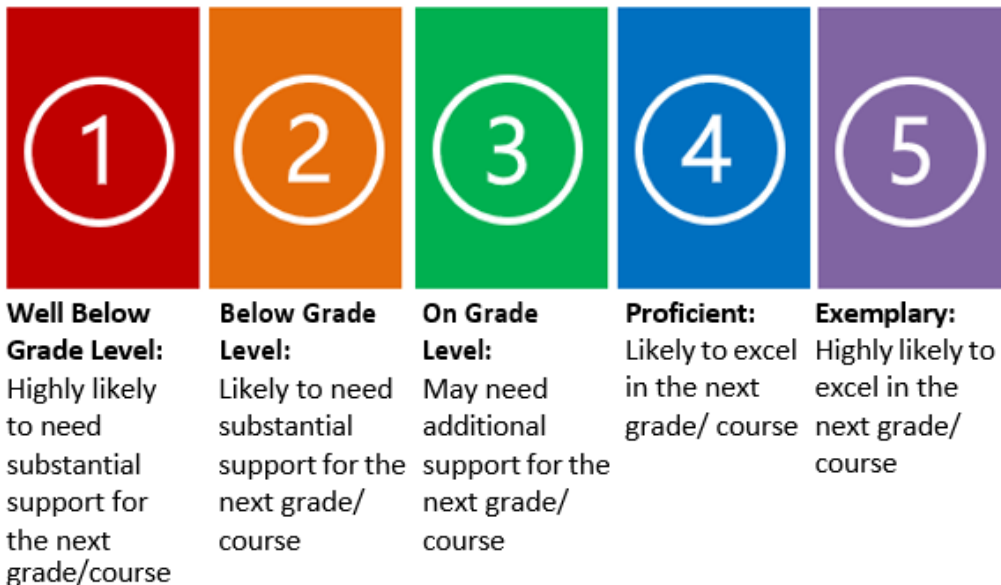 1
2
3
4
5
Well Below
Grade Level:
Highly likely
to need
substantial
support for
the next
grade/course
Below Grade
Level:
Likely to need
substantial
support for the
next grade/
course
On Grade
Level:
May need
additional
support for the
next grade/
course
Proficient:
Likely to excel
in the next
grade/ course
Exemplary:
Highly likely to
excel in the
next grade/
course